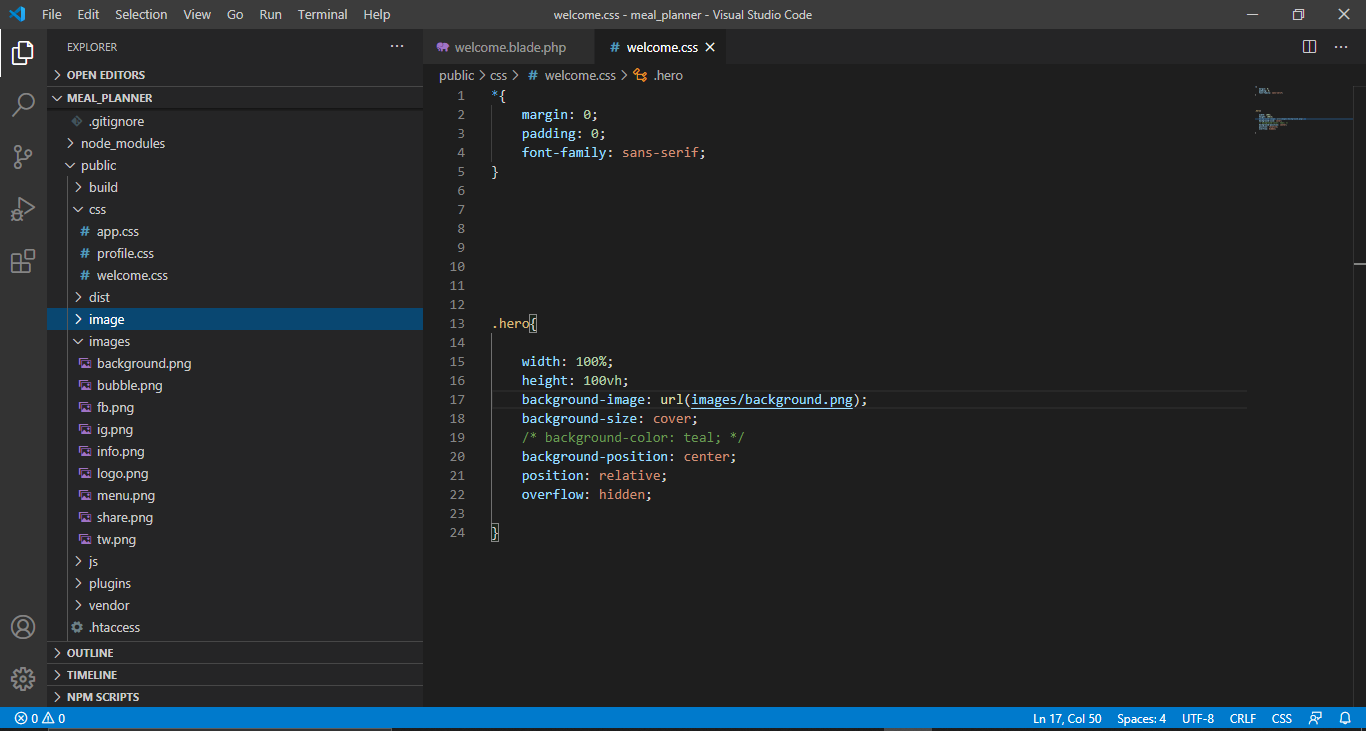 File Edit Selection View Go Run Terminal Help
welcome.css - meal_planner - Visual Studio Code
EXPLORER
OPEN EDITORS
MEAL_PLANNER
.gitignore
node_modules
public
build
css
# app.css
# profile.css
# welcome.css
dist
image
images
background.png
bubble.png
fb.png
ig.png
info.png
logo.png
menu.png
share.png
tw.png
js
plugins
vendor
.htaccess
OUTLINE
TIMELINE
NPM SCRIPTS
welcome.blade.php # welcome.css
public > css > # welcome.css > .hero
1 *{
2 margin: 0;
3 padding: 0;
4 font-family: sans-serif;
5 }
6
7
8
9
10
11
12
13 .hero{
14
15 width: 100%;
16 height: 100vh;
17 background-image: url(images/background.png);
18 background-size: cover;
19 /* background-color: teal; */
20 background-position: center;
21 position: relative;
22 overflow: hidden;
23
24 }
0 0 Ln 17, Col 50 Spaces: 4 UTF-8 CRLF CSS